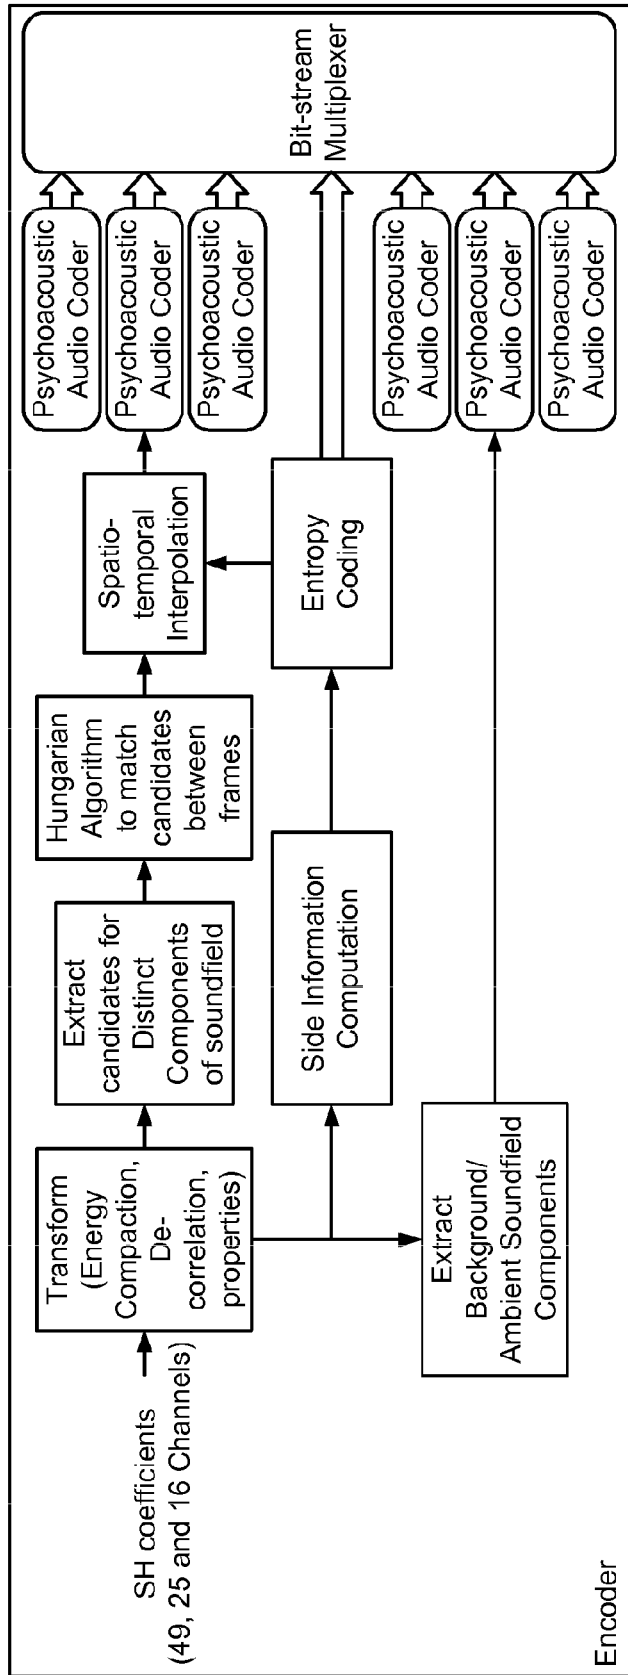 SH coefficients
(49, 25 and 16 Channels)
Transform
(Energy
Compaction,
De-
correlation,
properties)
Extract
candidates for
Distinct
Components
of soundfield
Hungarian
Algorithm
to match
candidates
between
frames
Spatio-
temporal
Interpolation
Psychoacoustic
Audio Coder
Psychoacoustic
Audio Coder
Psychoacoustic
Audio Coder
Side Information
Computation
Entropy
Coding
Bit-stream
Multiplexer
Extract
Background/
Ambient Soundfield
Components
Psychoacoustic
Audio Coder
Psychoacoustic
Audio Coder
Psychoacoustic
Audio Coder
Encoder